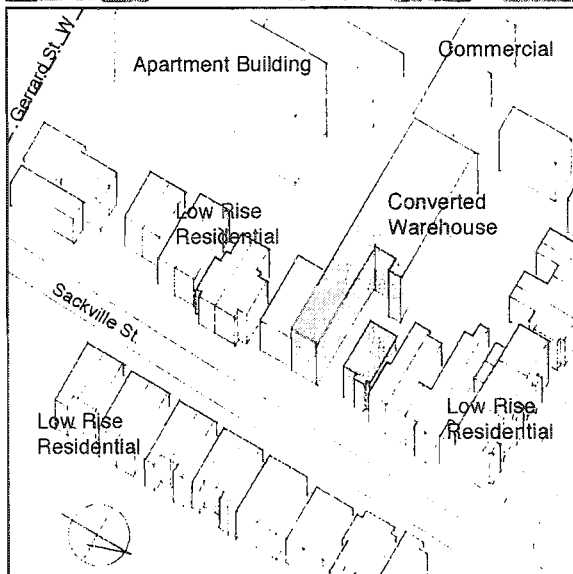 Gerrard St. W
Apartment Building
Commercial
Low Rise
Residential
Converted
Warehouse
Sackville St.
Low Rise
Residential
Low Rise
Residential